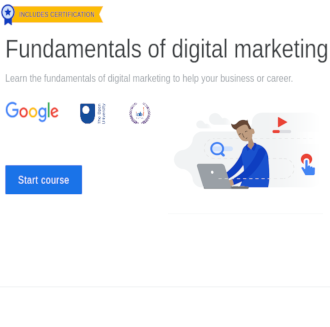 INCLUDES CERTIFICATION
Fundamentals of digital marketing
Learn the fundamentals of digital marketing to help your business or career.
Google
The Open
University
Start course